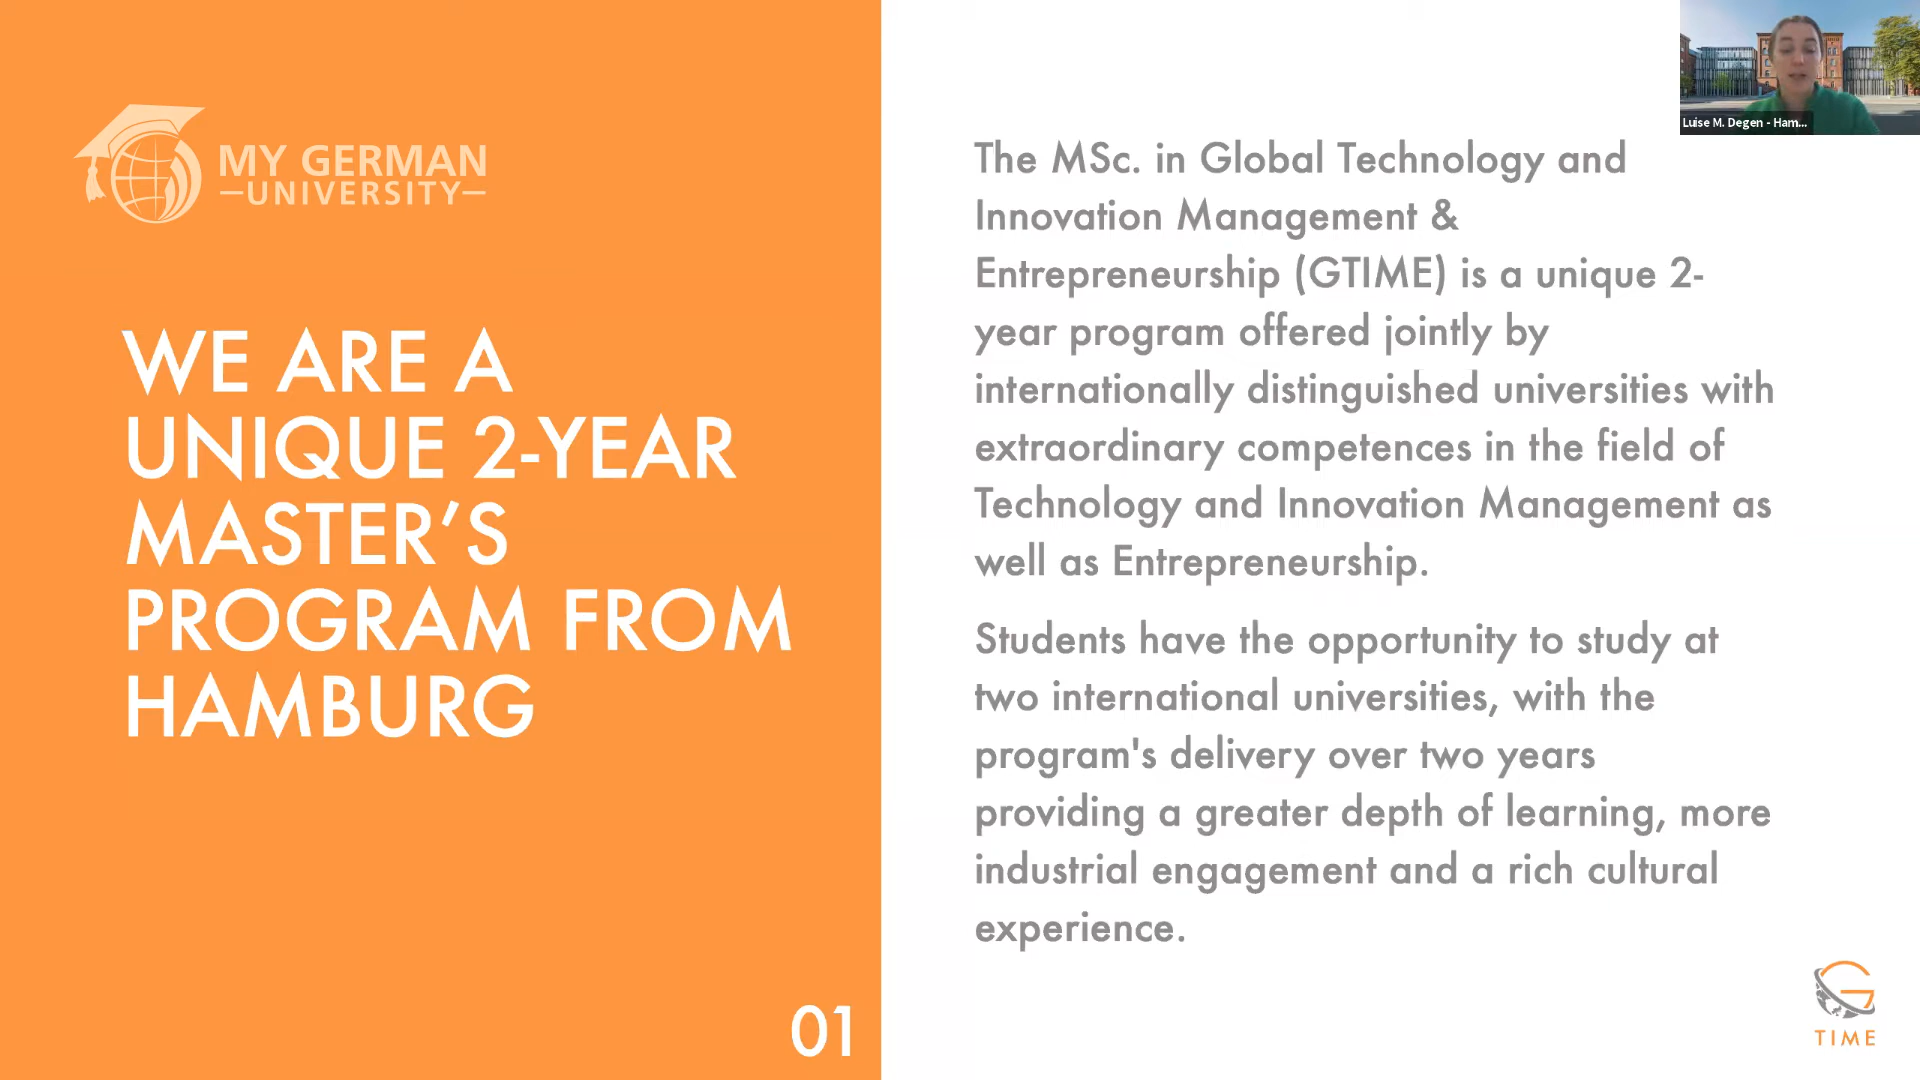 MY GERMAN
UNIVERSITY
WE ARE A
UNIQUE 2-YEAR
MASTER’S
PROGRAM FROM
HAMBURG
01
Luise M. Degen - Ham...
The MSc. in Global Technology and
Innovation Management &
Entrepreneurship (GTIME) is a unique 2-
year program offered jointly by
internationally distinguished universities with
extraordinary competences in the field of
Technology and Innovation Management as
well as Entrepreneurship.
Students have the opportunity to study at
two international universities, with the
program's delivery over two years
providing a greater depth of learning, more
industrial engagement and a rich cultural
experience.
G
TIME